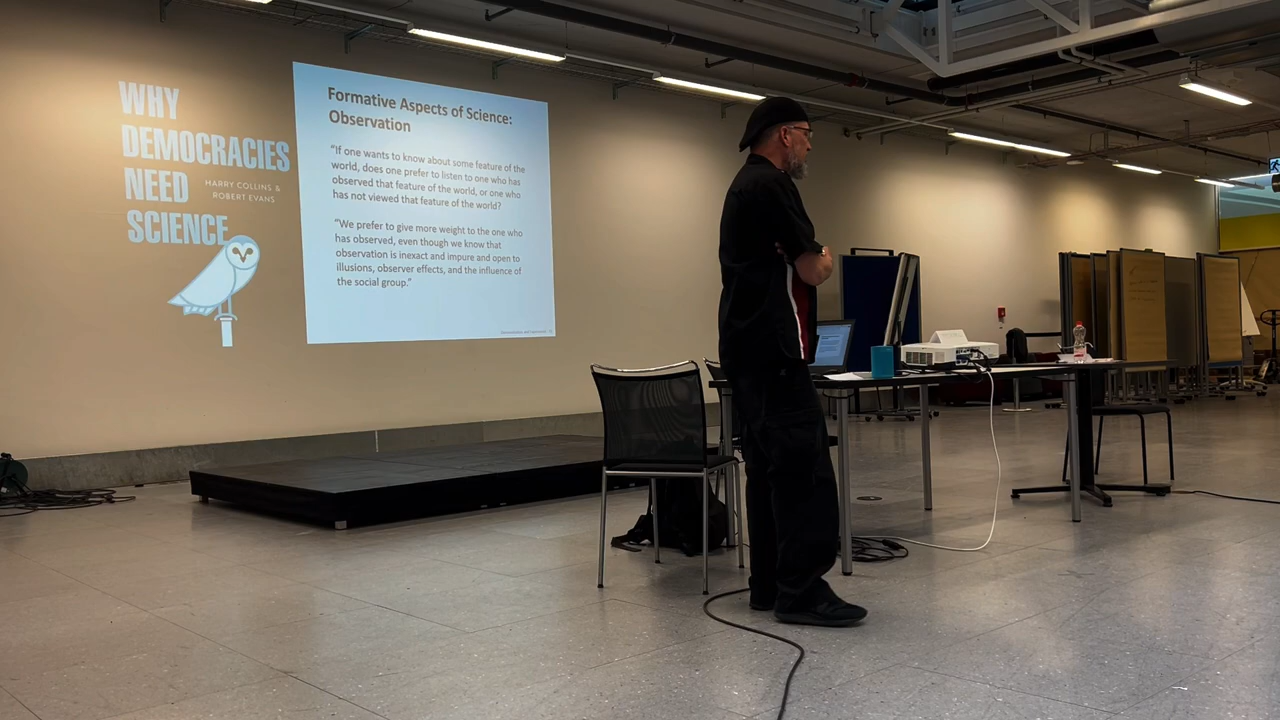 WHY
DEMOCRACIES
NEED
HARRY COLLINS &
ROBERT EVANS
SCIENCE
Formative Aspects of Science:
Observation
"If one wants to know about some feature of the
world, does one prefer to listen to one who has
observed that feature of the world, or one who
has not viewed that feature of the world?
"We prefer to give more weight to the one who
has observed, even though we know that
observation is inexact and impure and open to
illusions, observer effects, and the influence of
the social group."